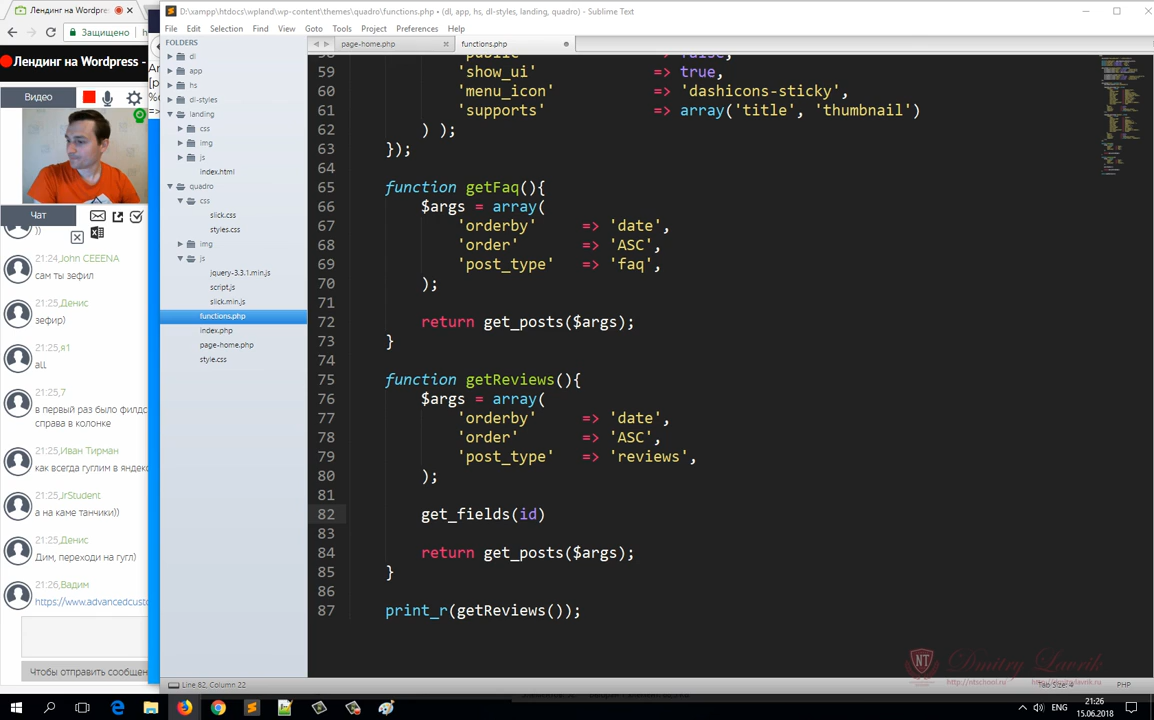 Лендинг на Wordpress
Защищено
Лендинг на Wordpress -
Видео
Чат
))
21:24, John CEEENA
сам ты зефил
21:25, Денис
зефир)
21:25, я1
all.
21:25, 7
в первый раз было филдс
справа в колонке
21:25, Иван Тирман
как всегда гуглим в яндекс
21:25, JrStudent
а на каме танчики))
21:25, Денис
Дим, переходи на гугл)
21:26, Вадим
https://www.advancedcusto
Чтобы отправить сообщен
D:\xampp\htdocs\wpland\wp-content\themes\quadro\functions.php • (dl, app, hs, dl-styles, landing, quadro) - Sublime Text
File Edit Selection Find View Goto Tools Project Preferences Help
FOLDERS
dl
app
hs
dl-styles
landing
css
img
js
index.html
quadro
css
slick.css
styles.css
img
js
jquery-3.3.1.min.js
script.js
slick.min.js
functions.php
index.php
page-home.php
style.css
page-home.php functions.php
58 'public' => false,
59 'show_ui' => true,
60 'menu_icon' => 'dashicons-sticky',
61 'supports' => array('title', 'thumbnail')
62 ) );
63 });
64
65 function getFaq(){
66 $args = array(
67 'orderby' => 'date',
68 'order' => 'ASC',
69 'post_type' => 'faq',
70 );
71
72 return get_posts($args);
73 }
74
75 function getReviews(){
76 $args = array(
77 'orderby' => 'date',
78 'order' => 'ASC',
79 'post_type' => 'reviews',
80 );
81
82 get_fields(id)
83
84 return get_posts($args);
85 }
86
87 print_r(getReviews());
NT Dmitry Lavrik
Line 82, Column 22
Tab Size: 4 PHP
ENG 21:26
15.06.2018